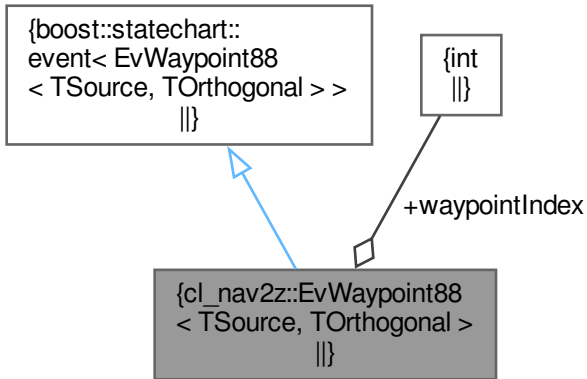 {boost::statechart::
event< EvWaypoint88
< TSource, TOrthogonal > >
||}
{int
||}
+waypointIndex
{cl_nav2z::EvWaypoint88
< TSource, TOrthogonal >
||}